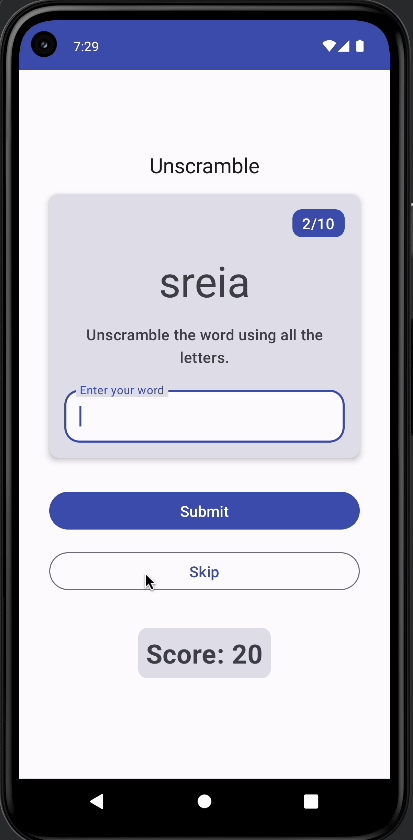 7:29
Unscramble
2/10
sreia
Unscramble the word using all the
letters.
Enter your word
Submit
Skip
Score: 20